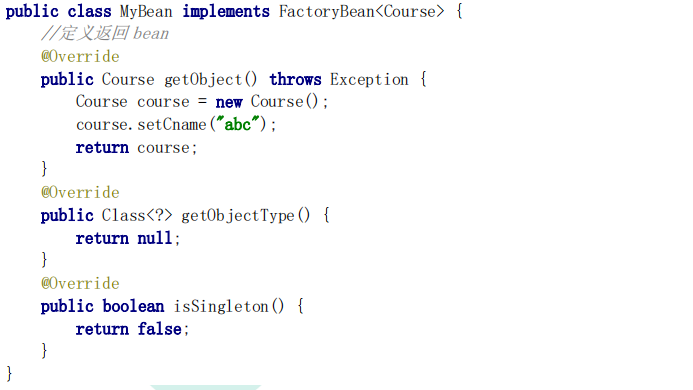 public class MyBean implements FactoryBean<Course> {
    //定义返回 bean
    @Override
    public Course getObject() throws Exception {
        Course course = new Course();
        course.setCname("abc");
        return course;
    }
    @Override
    public Class<?> getObjectType() {
        return null;
    }
    @Override
    public boolean isSingleton() {
        return false;
    }
}